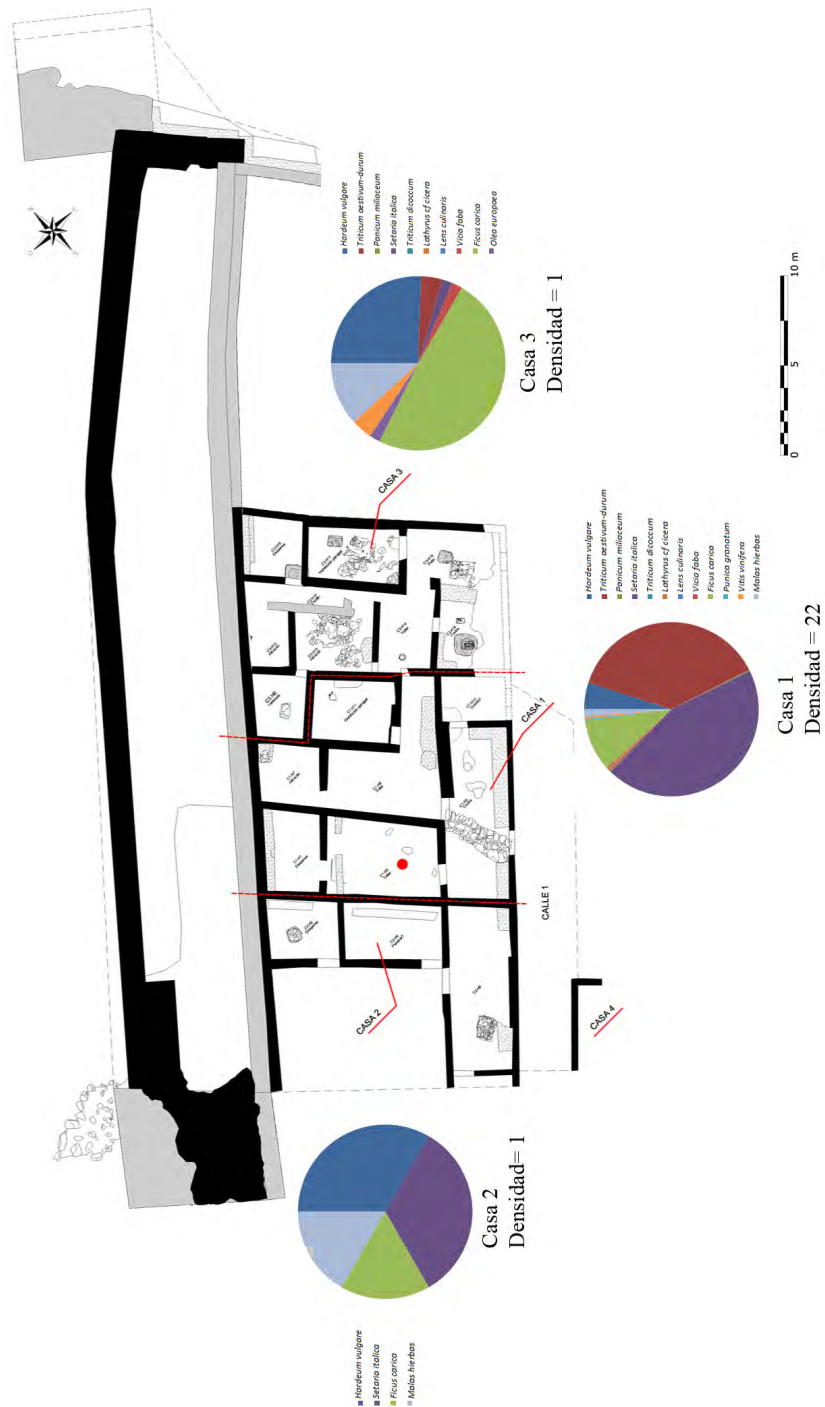 Casa 2
Densidad= 1
Hordeum vulgare
Setaria italica
Ficus carica
Malas hierbas
Casa 3
Densidad = 1
Hordeum vulgare
Triticum aestivum-durum
Panicum miliaceum
Setaria italica
Triticum dicoccum
Lathyrus cf cicera
Lens culinaris
Vicia faba
Ficus carica
Olea europaea
Casa 1
Densidad = 22
Hordeum vulgare
Triticum aestivum-durum
Panicum miliaceum
Setaria italica
Triticum dicoccum
Lathyrus cf cicera
Lens culinaris
Vicia faba
Ficus carica
Punica granatum
Vitis vinifera
Malas hierbas
CASA 2
CASA 3
CASA 1
CASA 4
CALLE 1
0
5
10 m